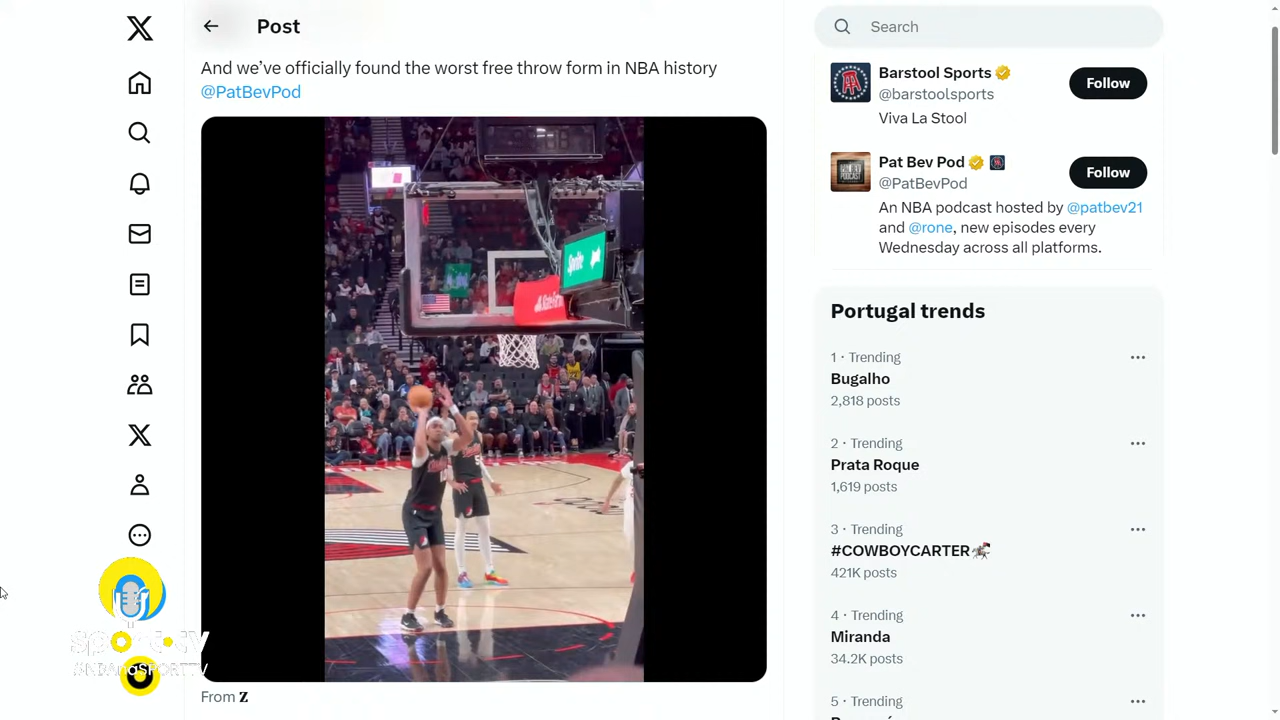 Post
And we’ve officially found the worst free throw form in NBA history
@PatBevPod
Sprite
From Z
Search
Barstool Sports
@barstoolsports
Follow
Viva La Stool
Pat Bev Pod
@PatBevPod
Follow
An NBA podcast hosted by @patbev21
and @rone, new episodes every
Wednesday across all platforms.
Portugal trends
1 · Trending
Bugalho
2,818 posts
2 · Trending
Prata Roque
1,619 posts
3 · Trending
#COWBOYCARTER
421K posts
4 · Trending
Miranda
34.2K posts
5 · Trending